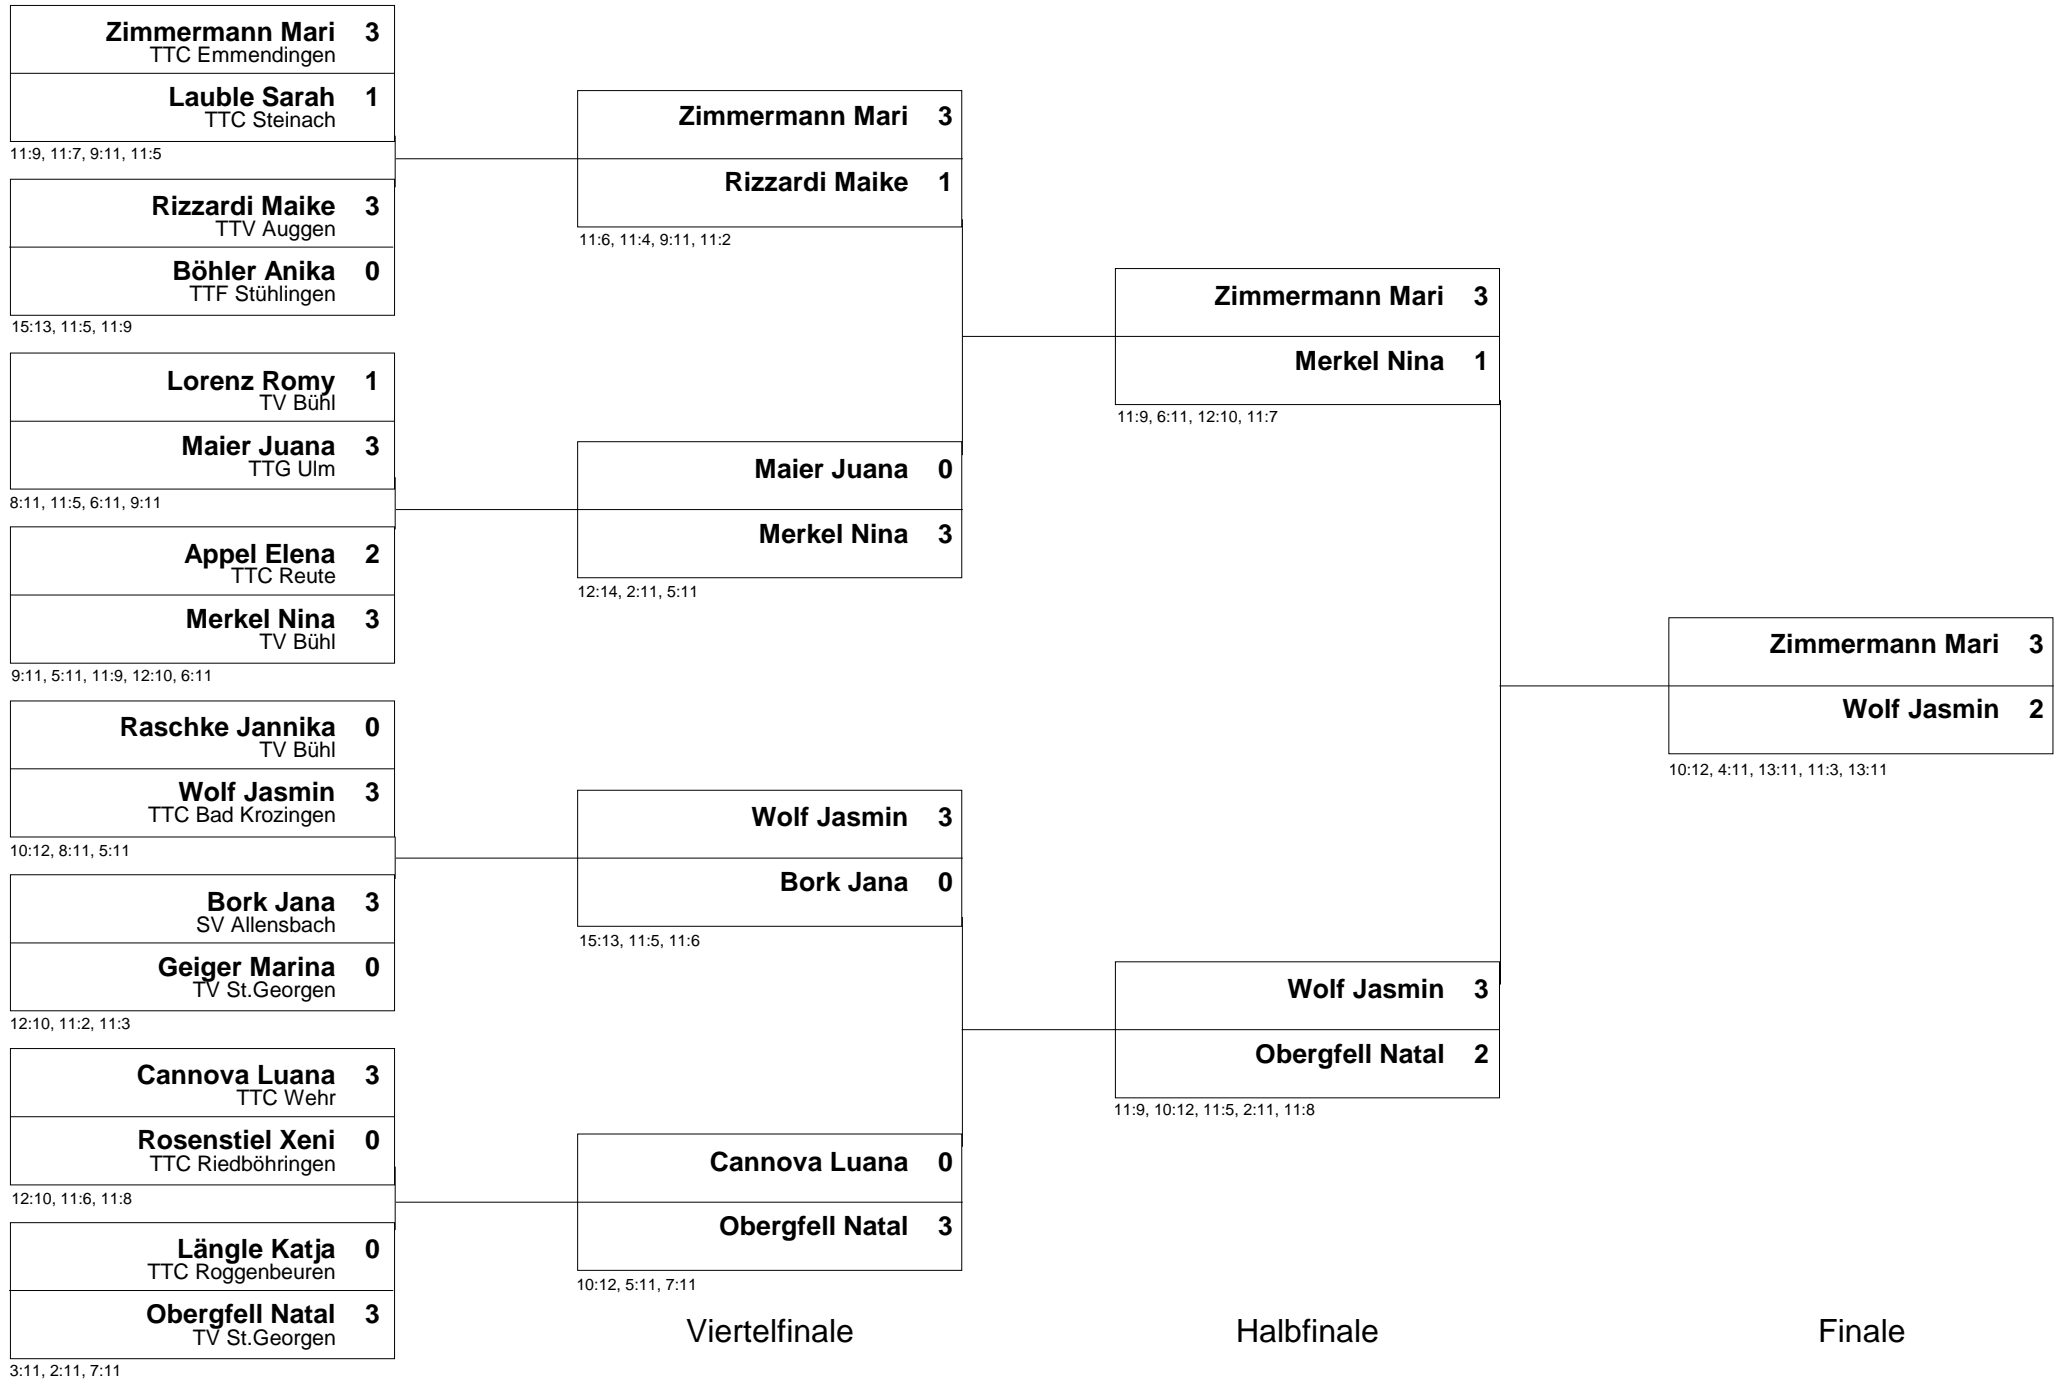 Zimmermann Mari 3
TTC Emmendingen
Lauble Sarah 1
TTC Steinach
11:9, 11:7, 9:11, 11:5
Rizzardi Maike 3
TTV Auggen
Böhler Anika 0
TTF Stühlingen
15:13, 11:5, 11:9
Lorenz Romy 1
TV Bühl
Maier Juana 3
TTG Ulm
8:11, 11:5, 6:11, 9:11
Appel Elena 2
TTC Reute
Merkel Nina 3
TV Bühl
9:11, 5:11, 11:9, 12:10, 6:11
Raschke Jannika 0
TV Bühl
Wolf Jasmin 3
TTC Bad Krozingen
10:12, 8:11, 5:11
Bork Jana 3
SV Allensbach
Geiger Marina 0
TV St.Georgen
12:10, 11:2, 11:3
Cannova Luana 3
TTC Wehr
Rosenstiel Xeni 0
TTC Riedböhringen
12:10, 11:6, 11:8
Längle Katja 0
TTC Roggenbeuren
Obergfell Natal 3
TV St.Georgen
3:11, 2:11, 7:11
Zimmermann Mari 3
Rizzardi Maike 1
11:6, 11:4, 9:11, 11:2
Maier Juana 0
Merkel Nina 3
12:14, 2:11, 5:11
Wolf Jasmin 3
Bork Jana 0
15:13, 11:5, 11:6
Cannova Luana 0
Obergfell Natal 3
10:12, 5:11, 7:11
Viertelfinale
Zimmermann Mari 3
Merkel Nina 1
11:9, 6:11, 12:10, 11:7
Wolf Jasmin 3
Obergfell Natal 2
11:9, 10:12, 11:5, 2:11, 11:8
Halbfinale
Zimmermann Mari 3
Wolf Jasmin 2
10:12, 4:11, 13:11, 11:3, 13:11
Finale